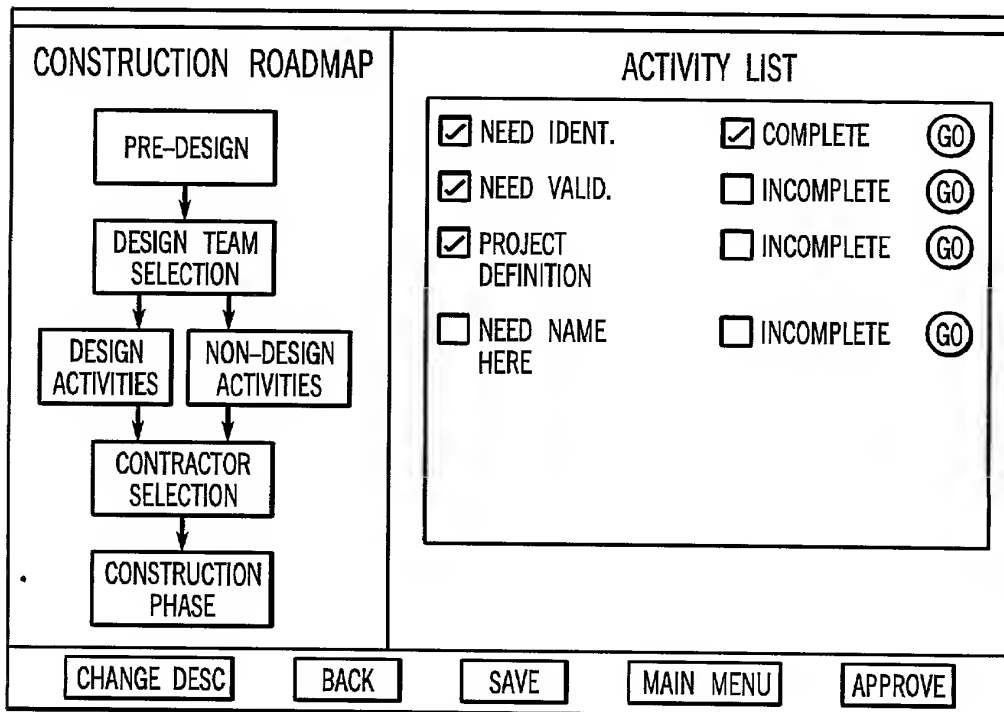 CONSTRUCTION ROADMAP
PRE–DESIGN
DESIGN TEAM
SELECTION
DESIGN
ACTIVITIES
NON–DESIGN
ACTIVITIES
CONTRACTOR
SELECTION
CONSTRUCTION
PHASE
ACTIVITY LIST
NEED IDENT. COMPLETE GO
NEED VALID. INCOMPLETE GO
PROJECT INCOMPLETE GO
DEFINITION
NEED NAME INCOMPLETE GO
HERE
CHANGE DESC BACK SAVE MAIN MENU APPROVE